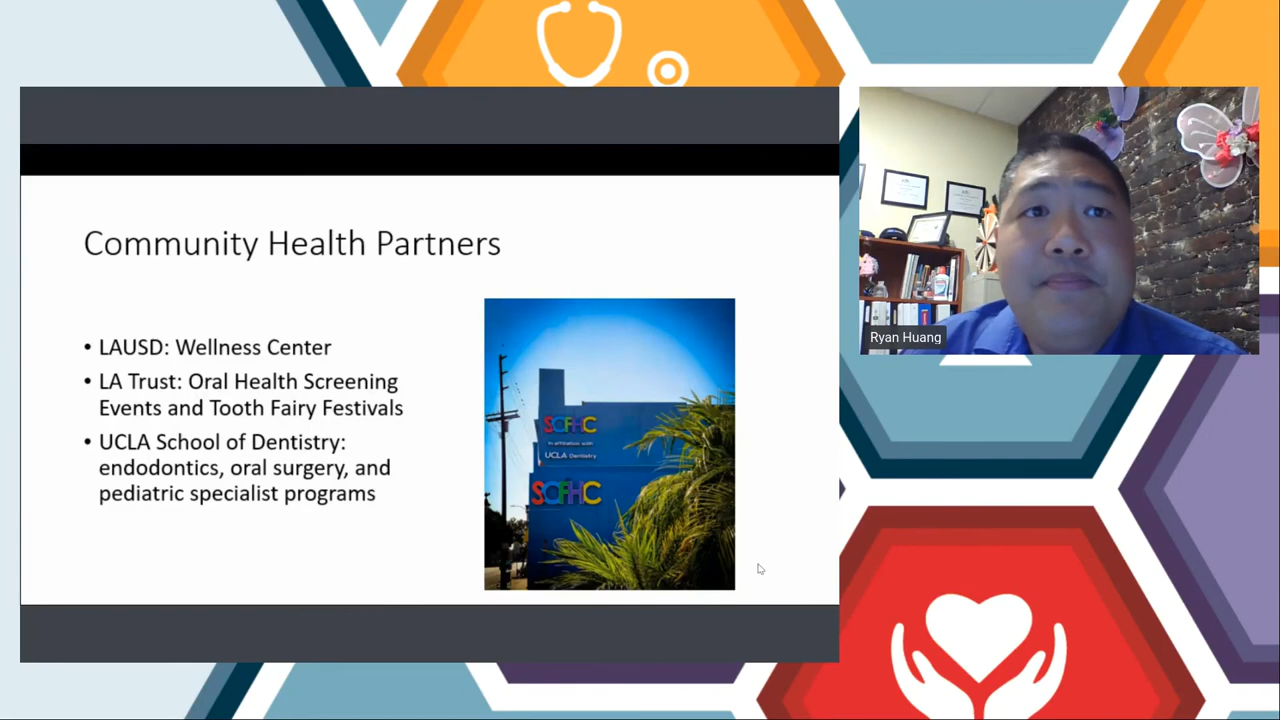 Community Health Partners
• LAUSD: Wellness Center
• LA Trust: Oral Health Screening
Events and Tooth Fairy Festivals
• UCLA School of Dentistry:
endodontics, oral surgery, and
pediatric specialist programs
SCFHC
in affiliation with
UCLA Dentistry
SCFHC
Ryan Huang